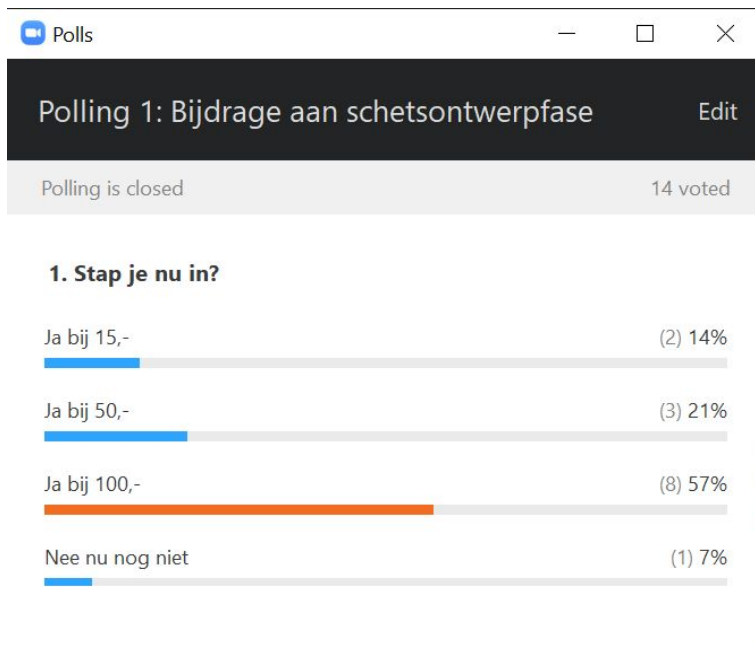 Polls
Polling 1: Bijdrage aan schetsontwerpfase Edit
Polling is closed 14 voted
1. Stap je nu in?
Ja bij 15,- (2) 14%
Ja bij 50,- (3) 21%
Ja bij 100,- (8) 57%
Nee nu nog niet (1) 7%